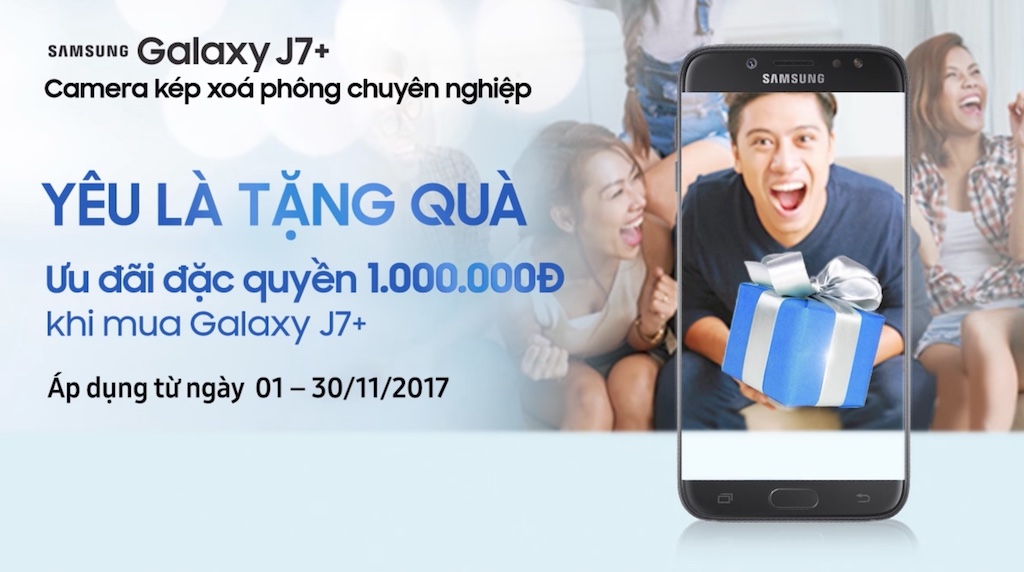 SAMSUNG Galaxy J7+
Camera kép xoá phông chuyên nghiệp
YÊU LÀ TẶNG QUÀ
Ưu đãi đặc quyền 1.000.000Đ
khi mua Galaxy J7+
Áp dụng từ ngày 01 – 30/11/2017
SAMSUNG